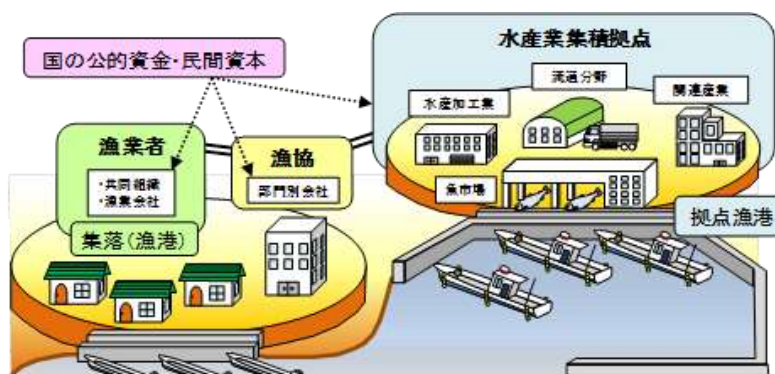 国の公的資金・民間資本
水産業集積拠点
流通分野
水産加工業
関連産業
漁業者
・共同組織
・漁業会社
漁協
部門別会社
魚市場
集落(漁港)
拠点漁港